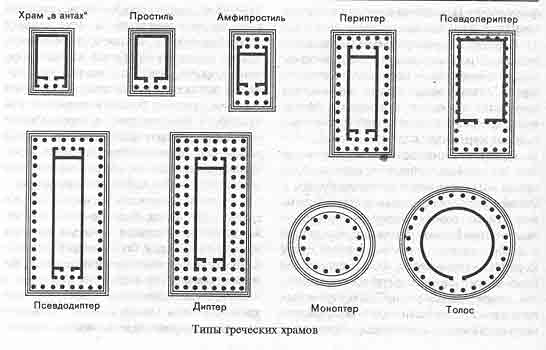 Храм „в антах“
Простиль
Амфипростиль
Периптер
Псевдопериптер
Псевдодиптер
Диптер
Моноптер
Толос
Типы греческих храмов